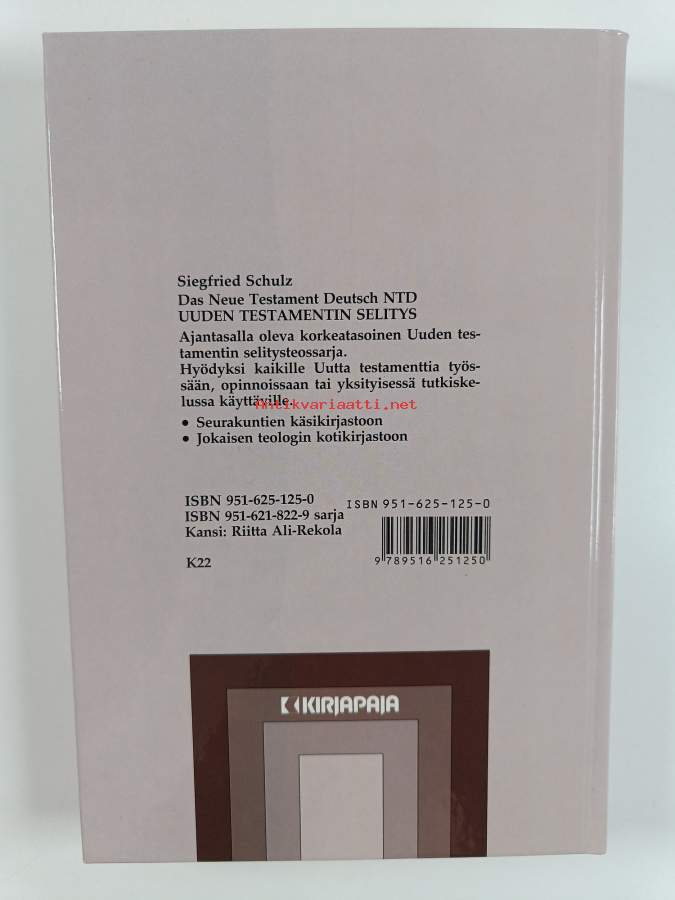 Siegfried Schulz
Das Neue Testament Deutsch NTD
UUDEN TESTAMENTIN SELITYS
Ajantasalla oleva korkeatasoinen Uuden tes-
tamentin selitysteossarja.
Hyödyksi kaikille Uutta testamenttia työs-
sään, opinnoissaan tai yksityisessä tutkiske-
lussa käyttäville.
Antikvariaatti.net
• Seurakuntien käsikirjastoon
• Jokaisen teologin kotikirjastoon
ISBN 951-625-125-0
ISBN 951-621-822-9 sarja
Kansi: Riitta Ali-Rekola
K22
ISBN 951-625-125-0
9 789516 251250
KIRJAPAJA